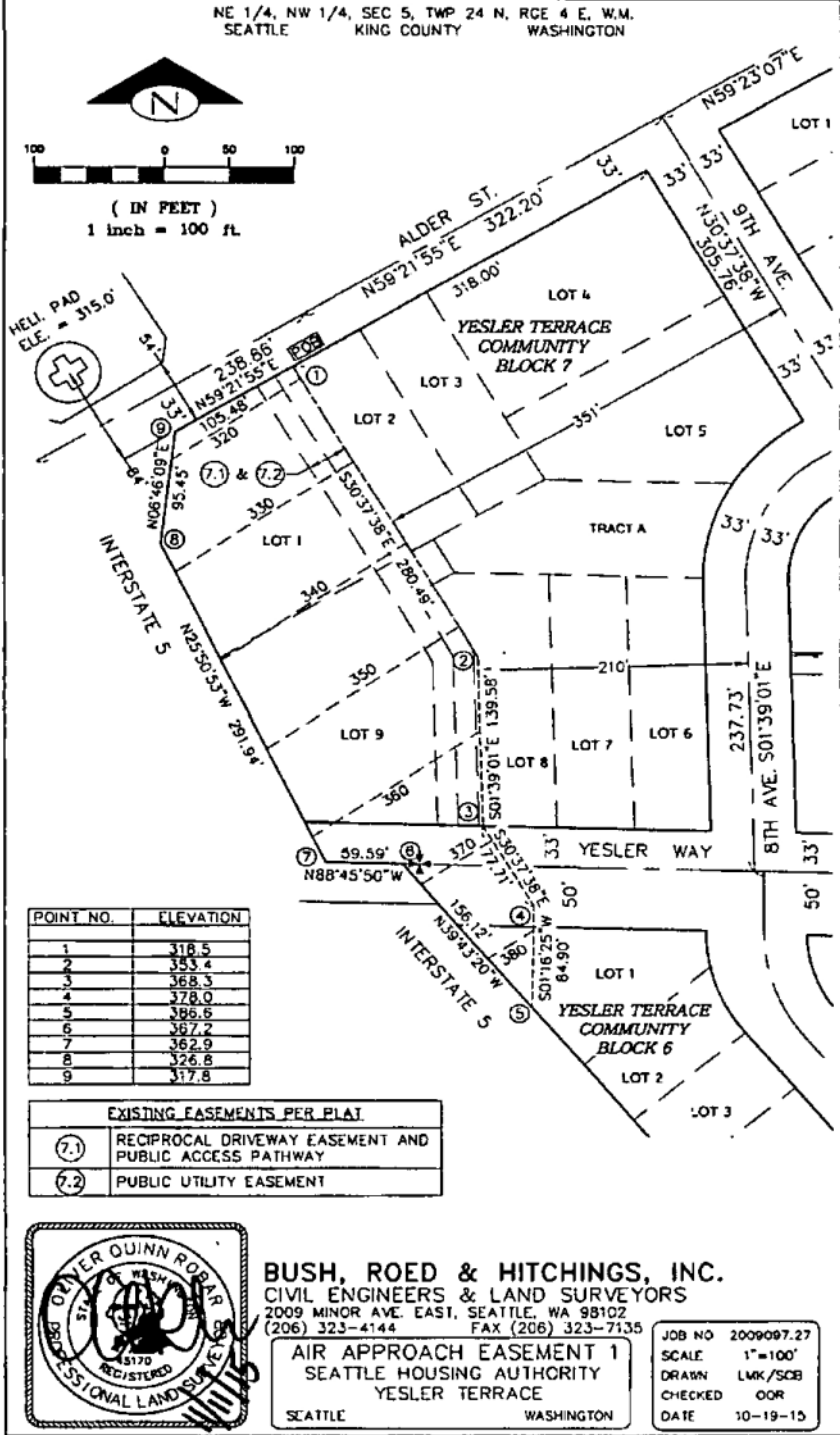 NE 1/4, NW 1/4, SEC 5, TWP 24 N, RGE 4 E, W.M.
SEATTLE KING COUNTY WASHINGTON
N
100 0 50 100
( IN FEET )
1 inch = 100 ft.
N59°23'07"E
LOT 1
33'
33'
33'
9TH AVE.
N30°37'38"W
305.76'
33'
33'
ALDER ST.
N59°21'55"E 322.20'
318.00'
LOT 4
YESLER TERRACE
COMMUNITY
BLOCK 7
HELI. PAD
ELE. = 315.0'
54'
84'
33'
238.86'
N59°21'55"E
105.48'
POB
1
9
320
LOT 3
LOT 2
351'
LOT 5
7.1 & 7.2
N06°46'09"E
95.45'
8
330
LOT 1
S30°37'38"E 280.49'
TRACT A
33'
33'
340
INTERSTATE 5
N25°50'53"W 291.94'
350
2
210'
LOT 9
S01°39'01"E 139.58'
LOT 8
LOT 7
LOT 6
237.73'
8TH AVE. S01°39'01"E
360
3
7
59.59'
N88°45'50"W
6
370
S30°37'38"E
77.71'
33'
YESLER WAY
33'
50'
50'
156.12'
N39°43'20"W
4
380
S01°16'25"W
84.90'
INTERSTATE 5
5
LOT 1
YESLER TERRACE
COMMUNITY
BLOCK 6
LOT 2
LOT 3
POINT NO. ELEVATION
1 318.5
2 353.4
3 368.3
4 378.0
5 386.6
6 367.2
7 362.9
8 326.8
9 317.8
EXISTING EASEMENTS PER PLAT
7.1 RECIPROCAL DRIVEWAY EASEMENT AND
PUBLIC ACCESS PATHWAY
7.2 PUBLIC UTILITY EASEMENT
OLIVER QUINN ROBAR
STATE OF WASHINGTON
45170
REGISTERED
PROFESSIONAL LAND SURVEYOR
BUSH, ROED & HITCHINGS, INC.
CIVIL ENGINEERS & LAND SURVEYORS
2009 MINOR AVE. EAST, SEATTLE, WA 98102
(206) 323-4144 FAX (206) 323-7135
AIR APPROACH EASEMENT 1
SEATTLE HOUSING AUTHORITY
YESLER TERRACE
SEATTLE WASHINGTON
JOB NO 2009097.27
SCALE 1"=100'
DRAWN LMK/SCB
CHECKED OQR
DATE 10-19-15